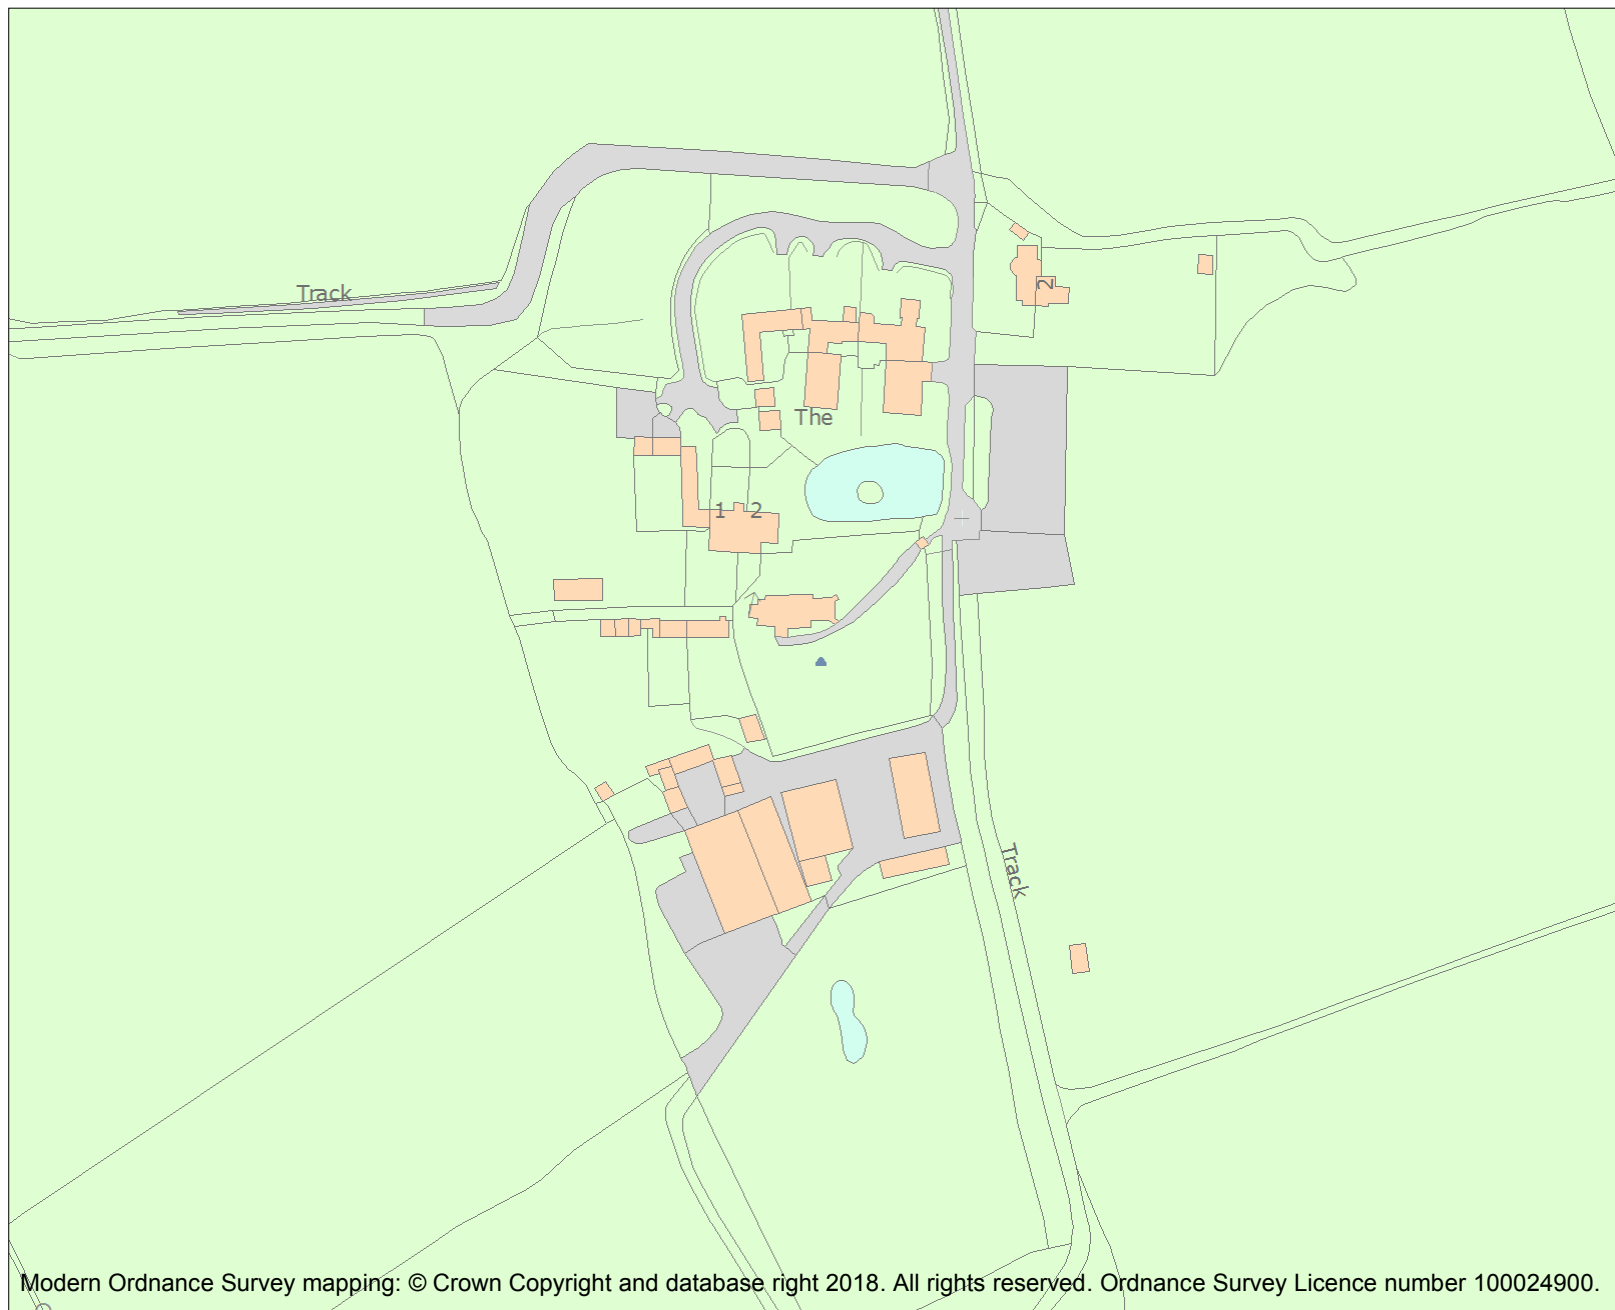 Track
2
The
1 2
Track
Modern Ordnance Survey mapping: © Crown Copyright and database right 2018. All rights reserved. Ordnance Survey Licence number 100024900.